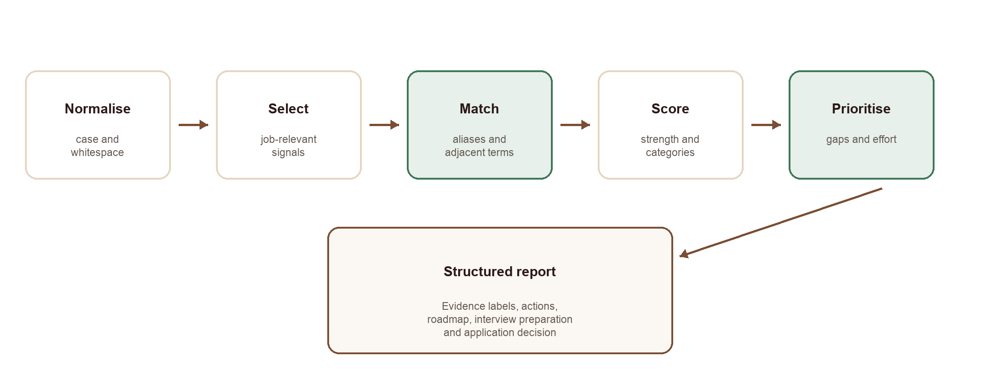 Normalise
case and
whitespace
Select
job-relevant
signals
Match
aliases and
adjacent terms
Score
strength and
categories
Prioritise
gaps and effort
Structured report
Evidence labels, actions,
roadmap, interview preparation
and application decision